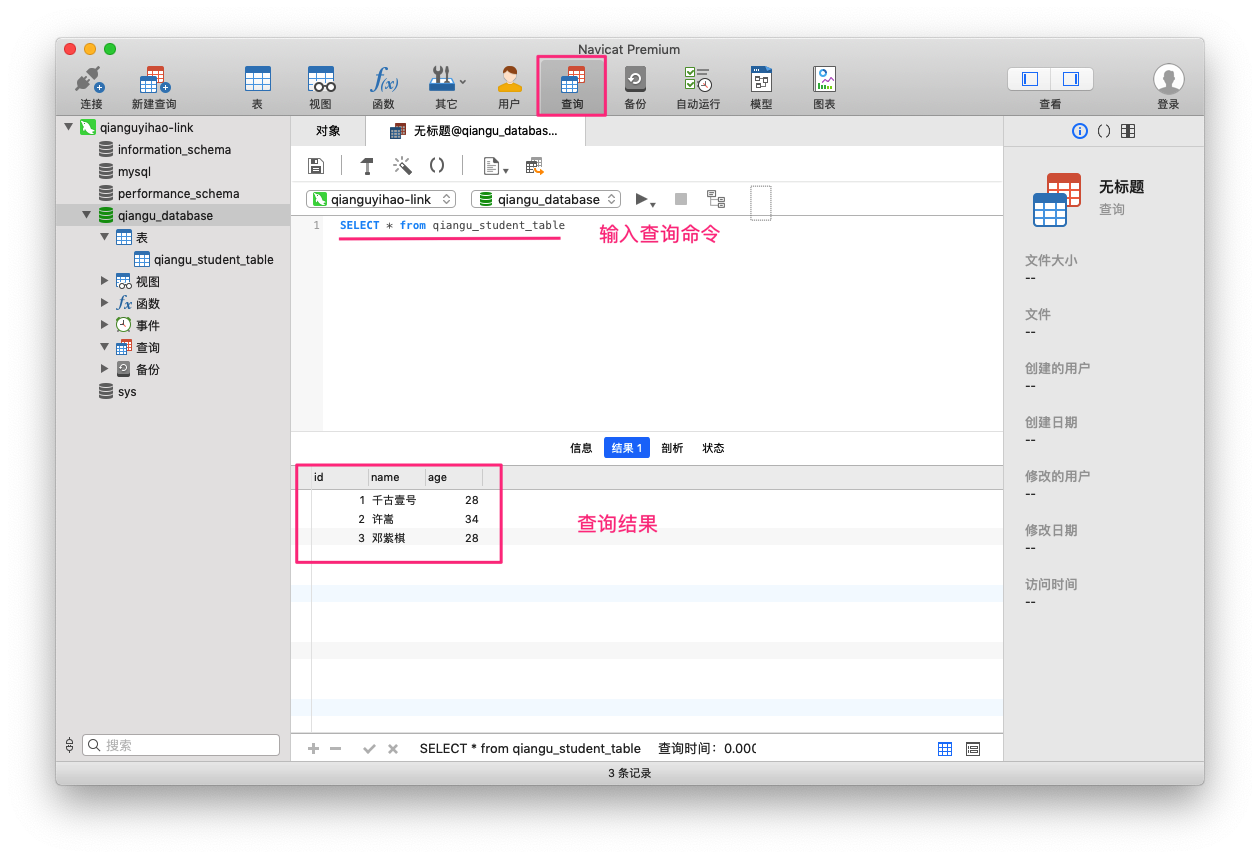 Navicat Premium
连接 新建查询 表 视图 函数 其它 用户 查询 备份 自动运行 模型 图表 查看 登录
qianguyihao-link
information_schema
mysql
performance_schema
qiangu_database
表
qiangu_student_table
视图
函数
事件
查询
备份
sys
搜索
对象 无标题@qiangu_databas...
qianguyihao-link qiangu_database
1 SELECT * from qiangu_student_table
输入查询命令
信息 结果 1 剖析 状态
id name age
1 千古壹号 28
2 许嵩 34
3 邓紫棋 28
查询结果
SELECT * from qiangu_student_table 查询时间: 0.000
3 条记录
无标题
查询
文件大小
--
文件
--
创建的用户
--
创建日期
--
修改的用户
--
修改日期
--
访问时间
--